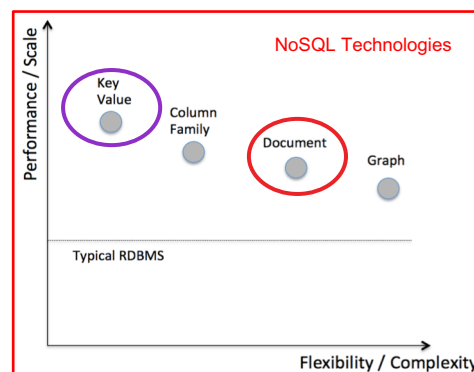 NoSQL Technologies
Performance / Scale
Key
Value
Column
Family
Document
Graph
Typical RDBMS
Flexibility / Complexity